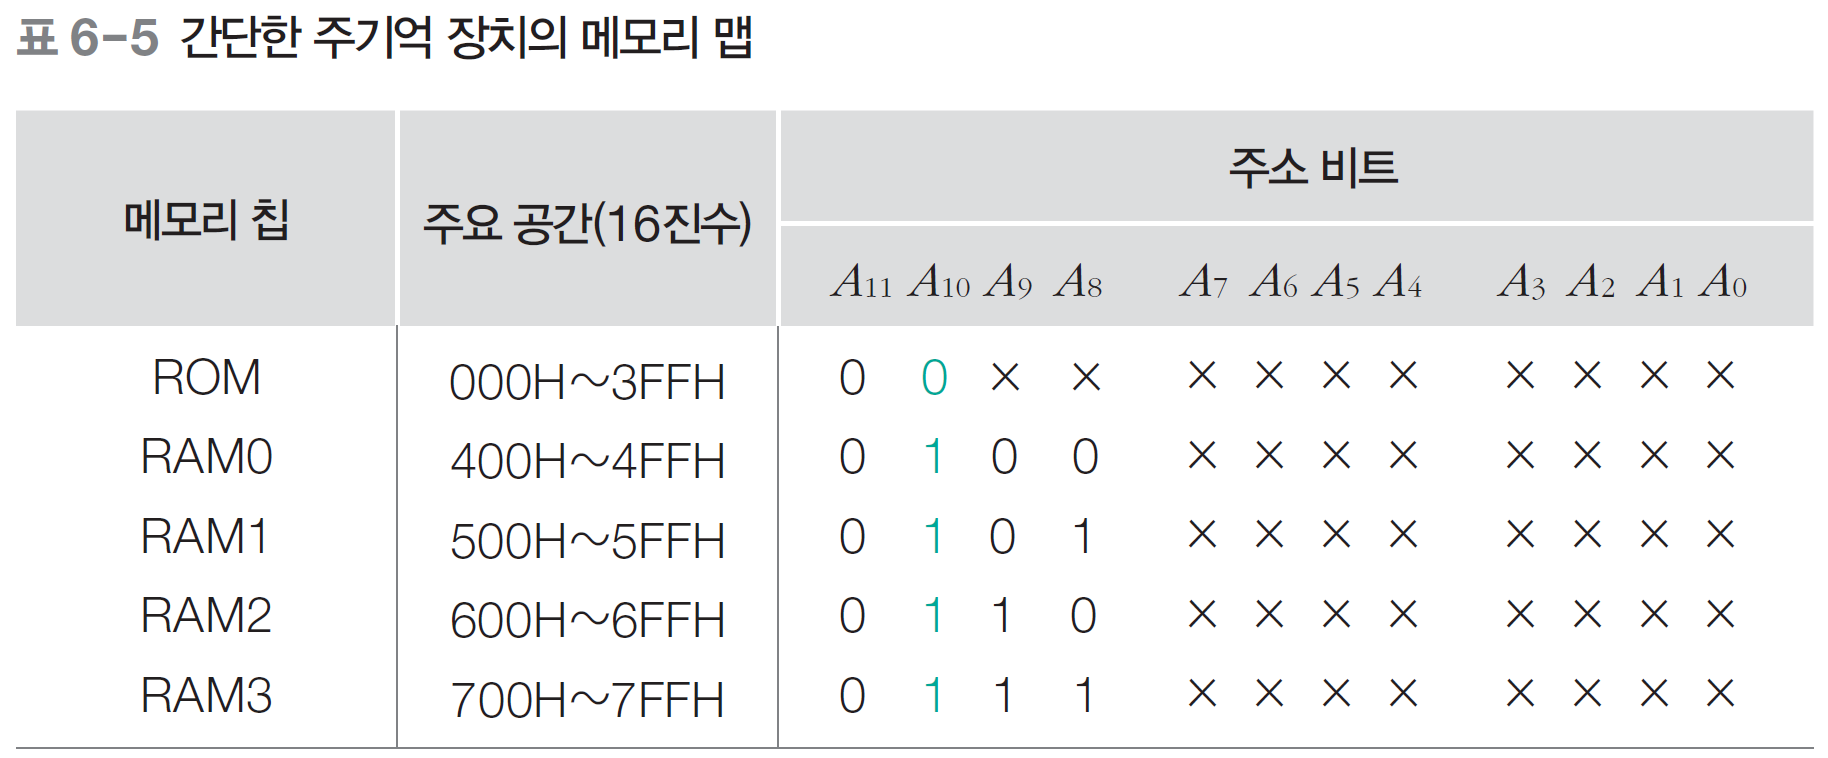 표 6-5 간단한 주기억 장치의 메모리 맵
메모리 칩 주요 공간(16진수) 주소 비트
A11 A10 A9 A8 A7 A6 A5 A4 A3 A2 A1 A0
ROM 000H~3FFH 0 0 × × × × × × × × × ×
RAM0 400H~4FFH 0 1 0 0 × × × × × × × ×
RAM1 500H~5FFH 0 1 0 1 × × × × × × × ×
RAM2 600H~6FFH 0 1 1 0 × × × × × × × ×
RAM3 700H~7FFH 0 1 1 1 × × × × × × × ×